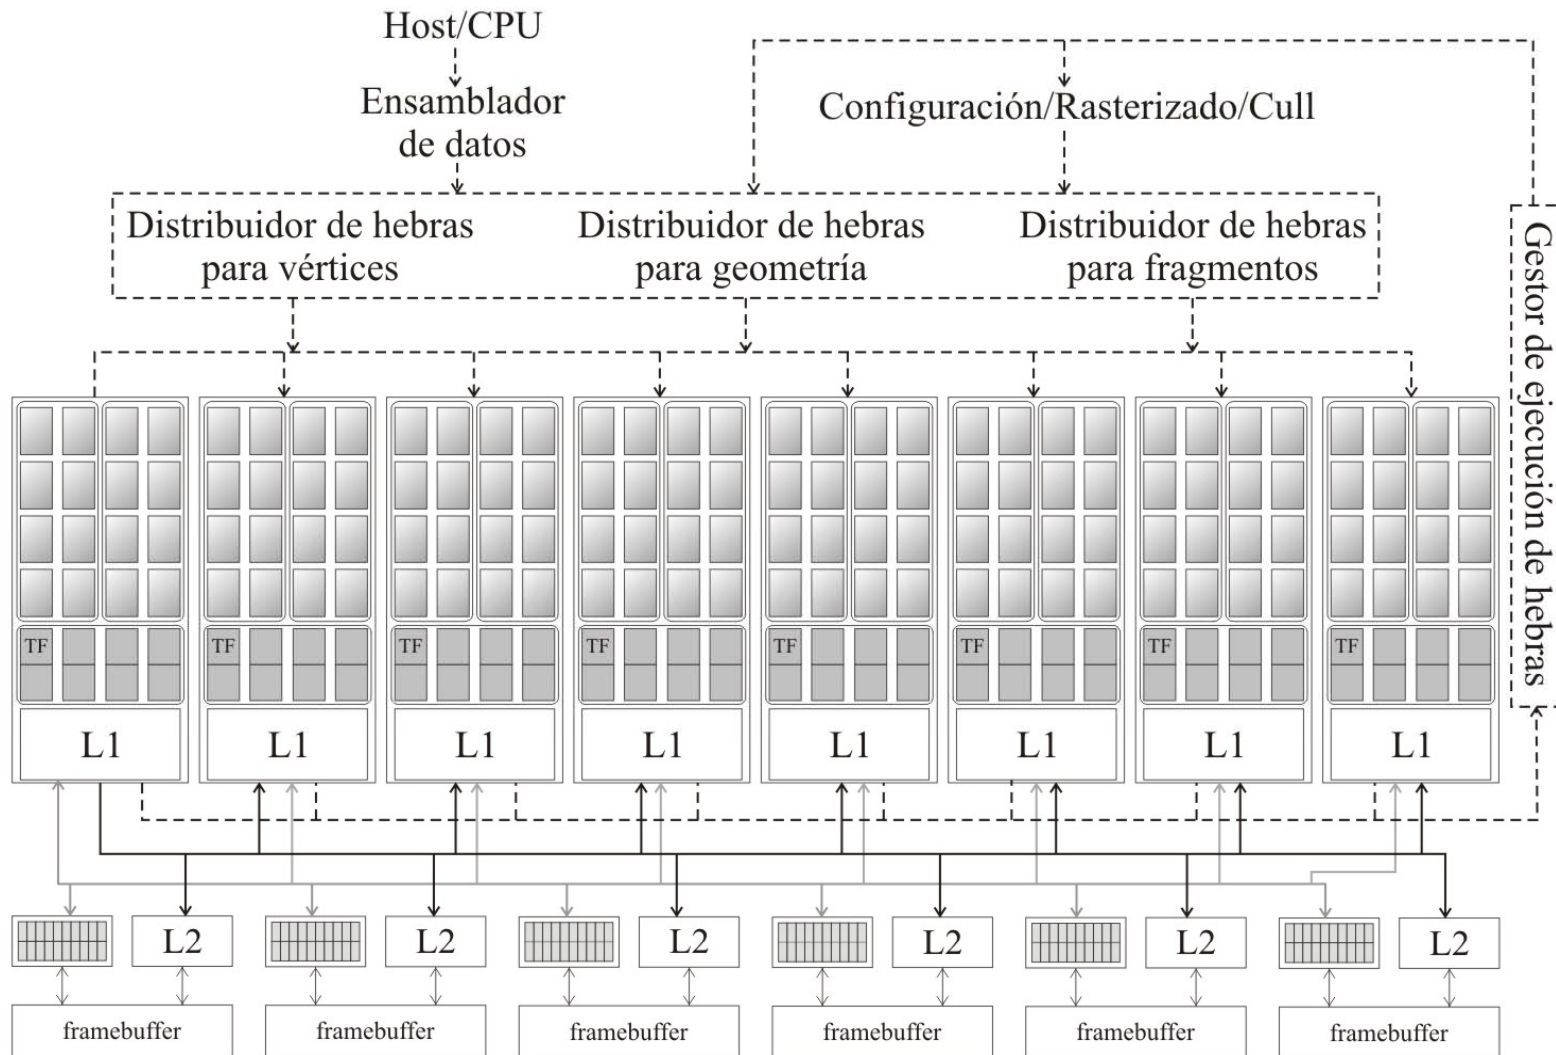 Host/CPU
Ensamblador
de datos
Configuración/Rasterizado/Cull
Distribuidor de hebras
para vértices
Distribuidor de hebras
para geometría
Distribuidor de hebras
para fragmentos
Gestor de ejecución de hebras
TF
TF
TF
TF
TF
TF
TF
TF
L1
L1
L1
L1
L1
L1
L1
L1
L2
L2
L2
L2
L2
L2
framebuffer
framebuffer
framebuffer
framebuffer
framebuffer
framebuffer